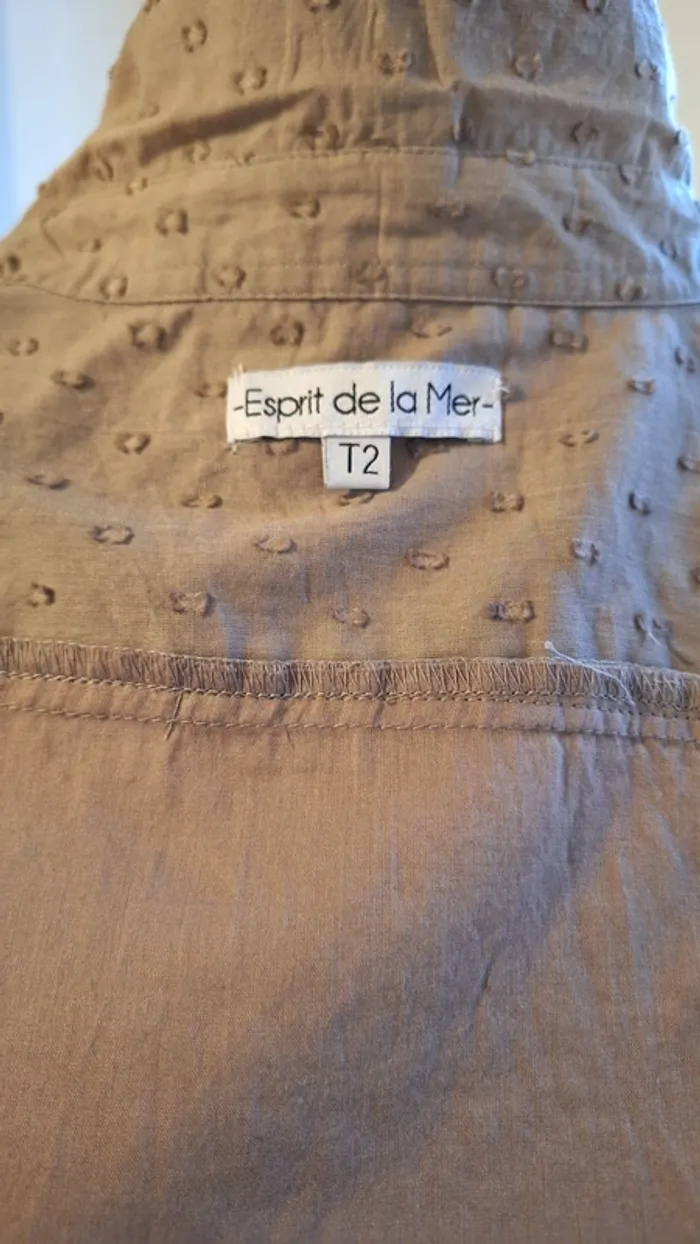 -Esprit de la Mer-
T2